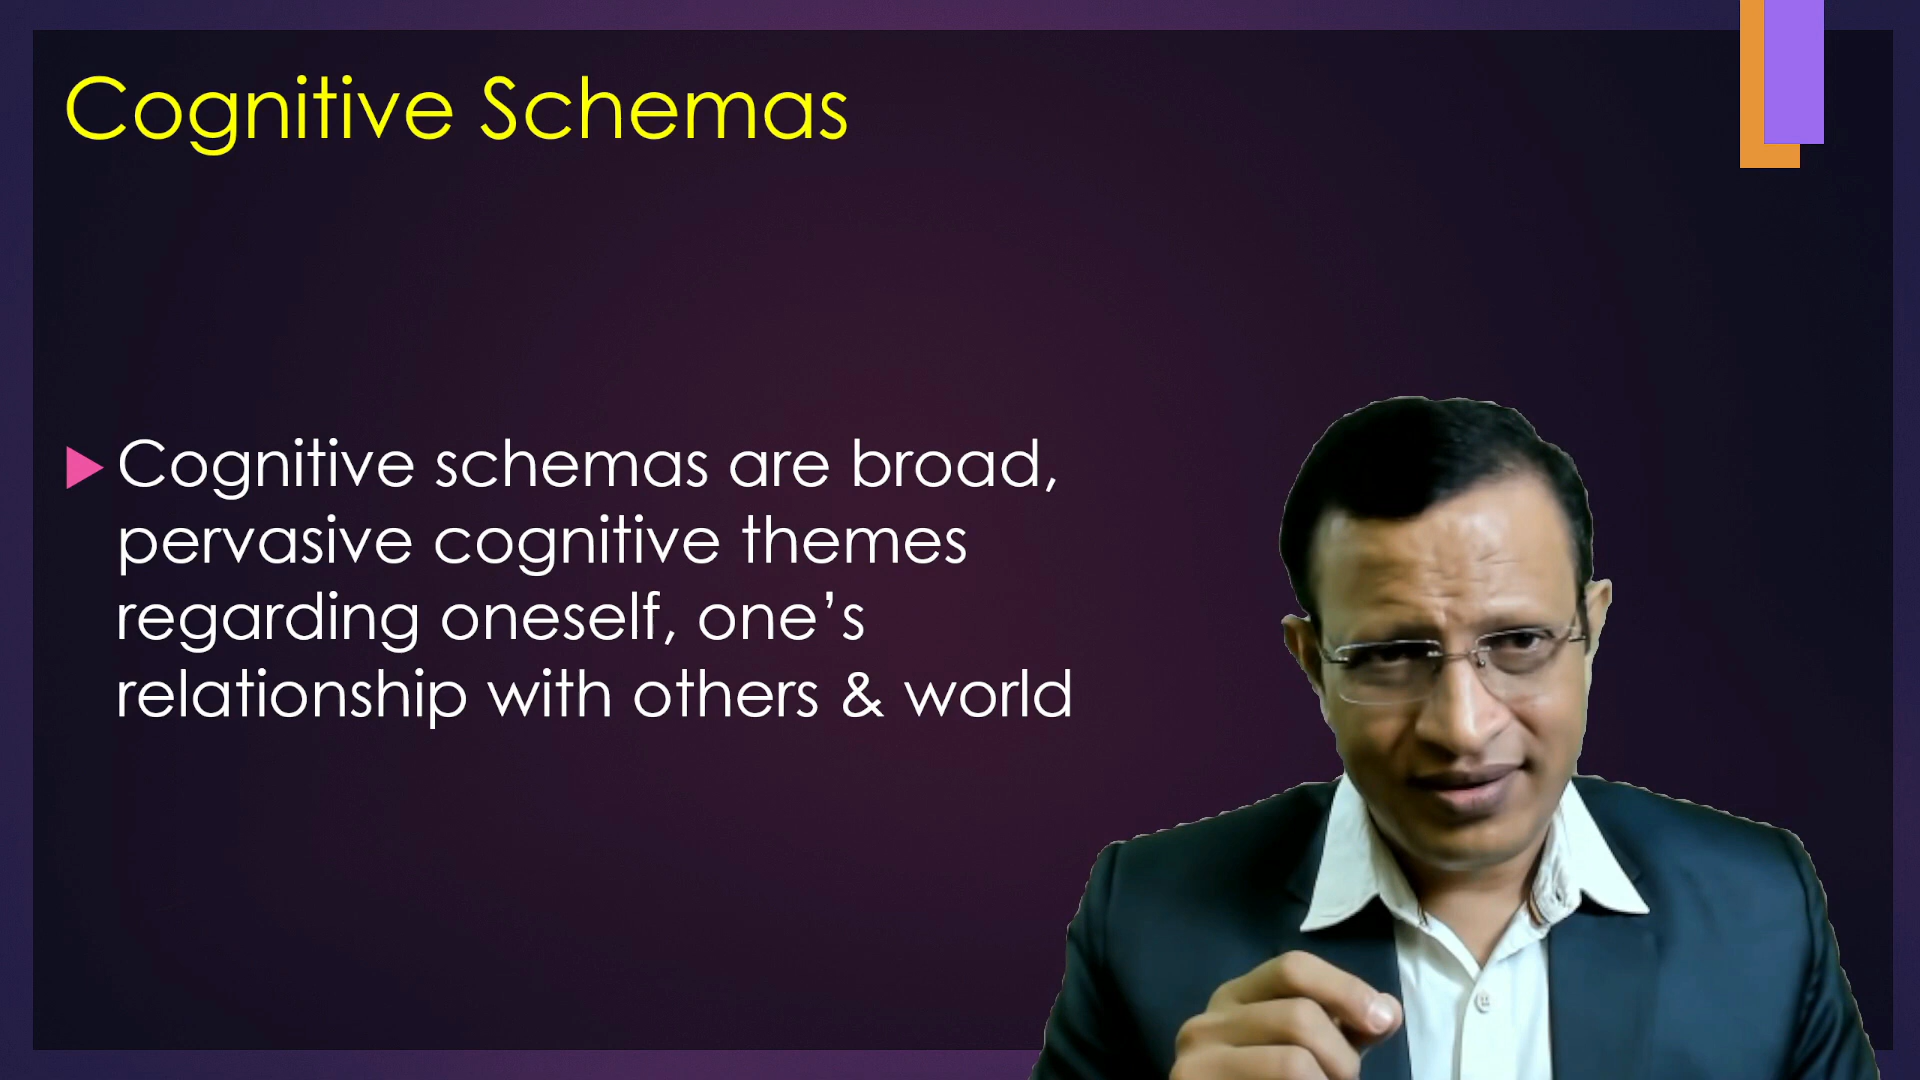 Cognitive Schemas
Cognitive schemas are broad,
pervasive cognitive themes
regarding oneself, one’s
relationship with others & world